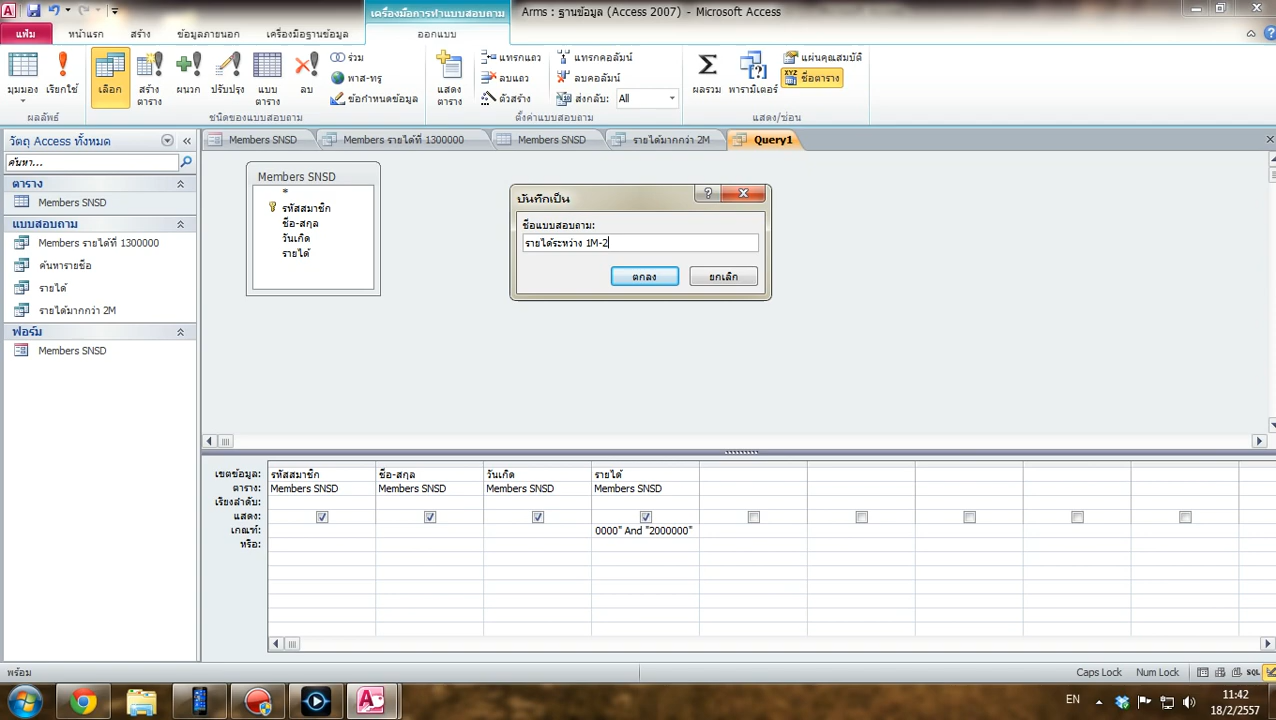 เครื่องมือการทำแบบสอบถาม
Arms : ฐานข้อมูล (Access 2007) - Microsoft Access
แฟ้ม
หน้าแรก
สร้าง
ข้อมูลภายนอก
เครื่องมือฐานข้อมูล
ออกแบบ
มุมมอง
เรียกใช้
เลือก
สร้าง
ตาราง
ผนวก
ปรับปรุง
แบบ
ตาราง
ลบ
ร่วม
พาส-ทรู
ข้อกำหนดข้อมูล
แสดง
ตาราง
แทรกแถว
ลบแถว
ตัวสร้าง
แทรกคอลัมน์
ลบคอลัมน์
ส่งกลับ: All
ผลรวม
พารามิเตอร์
แผ่นคุณสมบัติ
ชื่อตาราง
ผลลัพธ์
ชนิดของแบบสอบถาม
ตั้งค่าแบบสอบถาม
แสดง/ซ่อน
วัตถุ Access ทั้งหมด
ค้นหา...
ตาราง
Members SNSD
แบบสอบถาม
Members รายได้ที่ 1300000
ค้นหารายชื่อ
รายได้
รายได้มากกว่า 2M
ฟอร์ม
Members SNSD
Members SNSD
Members รายได้ที่ 1300000
Members SNSD
รายได้มากกว่า 2M
Query1
Members SNSD
*
รหัสสมาชิก
ชื่อ-สกุล
วันเกิด
รายได้
บันทึกเป็น
ชื่อแบบสอบถาม:
รายได้ระหว่าง 1M-2
ตกลง
ยกเลิก
เขตข้อมูล: รหัสสมาชิก ชื่อ-สกุล วันเกิด รายได้
ตาราง: Members SNSD Members SNSD Members SNSD Members SNSD
เรียงลำดับ:
แสดง:
เกณฑ์: 0000" And "2000000"
หรือ:
พร้อม
Caps Lock
Num Lock
SQL
EN
11:42
18/2/2557